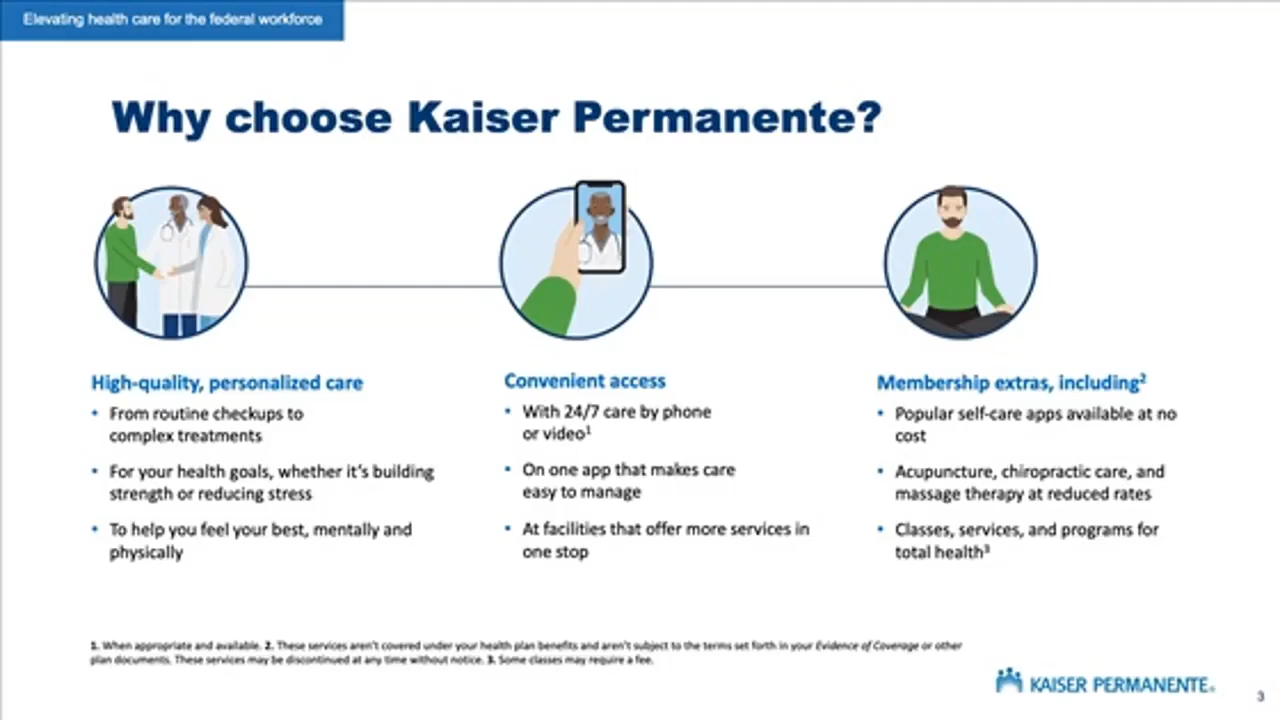 Elevating health care for the federal workforce
Why choose Kaiser Permanente?
High-quality, personalized care
• From routine checkups to
complex treatments
• For your health goals, whether it's building
strength or reducing stress
• To help you feel your best, mentally and
physically
Convenient access
• With 24/7 care by phone
or video¹
• On one app that makes care
easy to manage
• At facilities that offer more services in
one stop
Membership extras, including²
• Popular self-care apps available at no
cost
• Acupuncture, chiropractic care, and
massage therapy at reduced rates
• Classes, services, and programs for
total health³
1. When appropriate and available. 2. These services aren't covered under your health plan benefits and aren't subject to the terms set forth in your Evidence of Coverage or other
plan documents. These services may be discontinued at any time without notice. 3. Some classes may require a fee.
KAISER PERMANENTE®
3